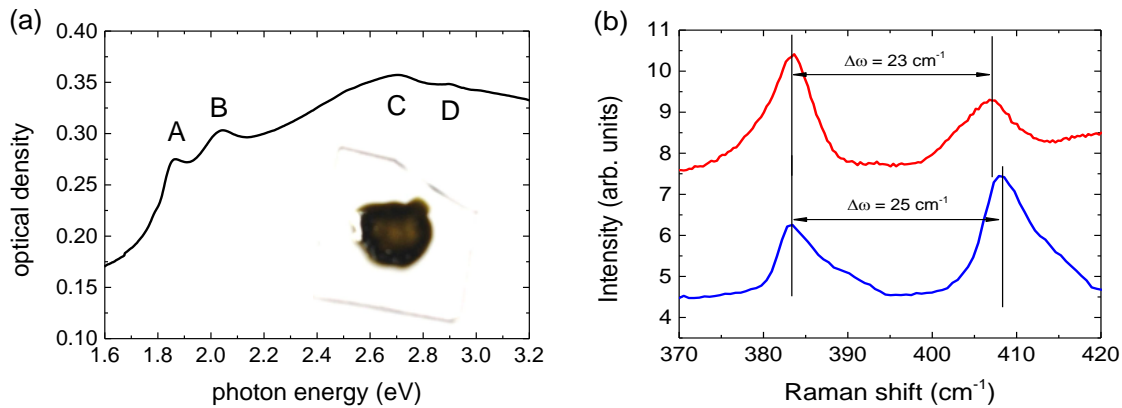 (a)
0.40
0.35
0.30
0.25
0.20
0.15
0.10
optical density
A
B
C
D
1.6 1.8 2.0 2.2 2.4 2.6 2.8 3.0 3.2
photon energy (eV)
(b)
11
10
9
8
7
6
5
4
Intensity (arb. units)
Δω = 23 cm⁻¹
Δω = 25 cm⁻¹
370 380 390 400 410 420
Raman shift (cm⁻¹)